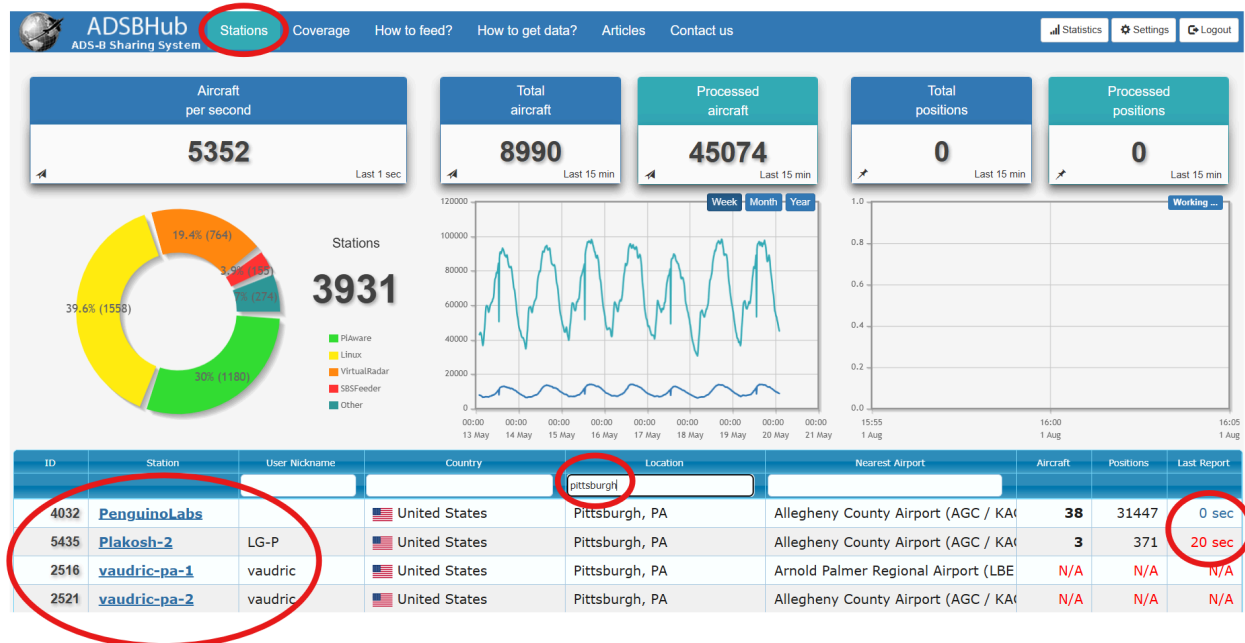 ADSBHub
ADS-B Sharing System
Stations Coverage How to feed? How to get data? Articles Contact us
Statistics Settings Logout
Aircraft
per second
5352
Last 1 sec
Total
aircraft
8990
Last 15 min
Processed
aircraft
45074
Last 15 min
Total
positions
0
Last 15 min
Processed
positions
0
Last 15 min
19.4% (764)
3.9% (155)
7% (274)
39.6% (1558)
30% (1180)
Stations
3931
PiAware
Linux
VirtualRadar
SBSFeeder
Other
Week Month Year
120000
100000
80000
60000
40000
20000
0
00:00 00:00 00:00 00:00 00:00 00:00 00:00 00:00 00:00
13 May 14 May 15 May 16 May 17 May 18 May 19 May 20 May 21 May
Working ...
1.0
0.8
0.6
0.4
0.2
0.0
15:55 16:00 16:05
1 Aug 1 Aug 1 Aug
ID Station User Nickname Country Location Nearest Airport Aircraft Positions Last Report
pittsburgh
4032 PenguinoLabs United States Pittsburgh, PA Allegheny County Airport (AGC / KA 38 31447 0 sec
5435 Plakosh-2 LG-P United States Pittsburgh, PA Allegheny County Airport (AGC / KA 3 371 20 sec
2516 vaudric-pa-1 vaudric United States Pittsburgh, PA Arnold Palmer Regional Airport (LBE N/A N/A N/A
2521 vaudric-pa-2 vaudric United States Pittsburgh, PA Allegheny County Airport (AGC / KA N/A N/A N/A